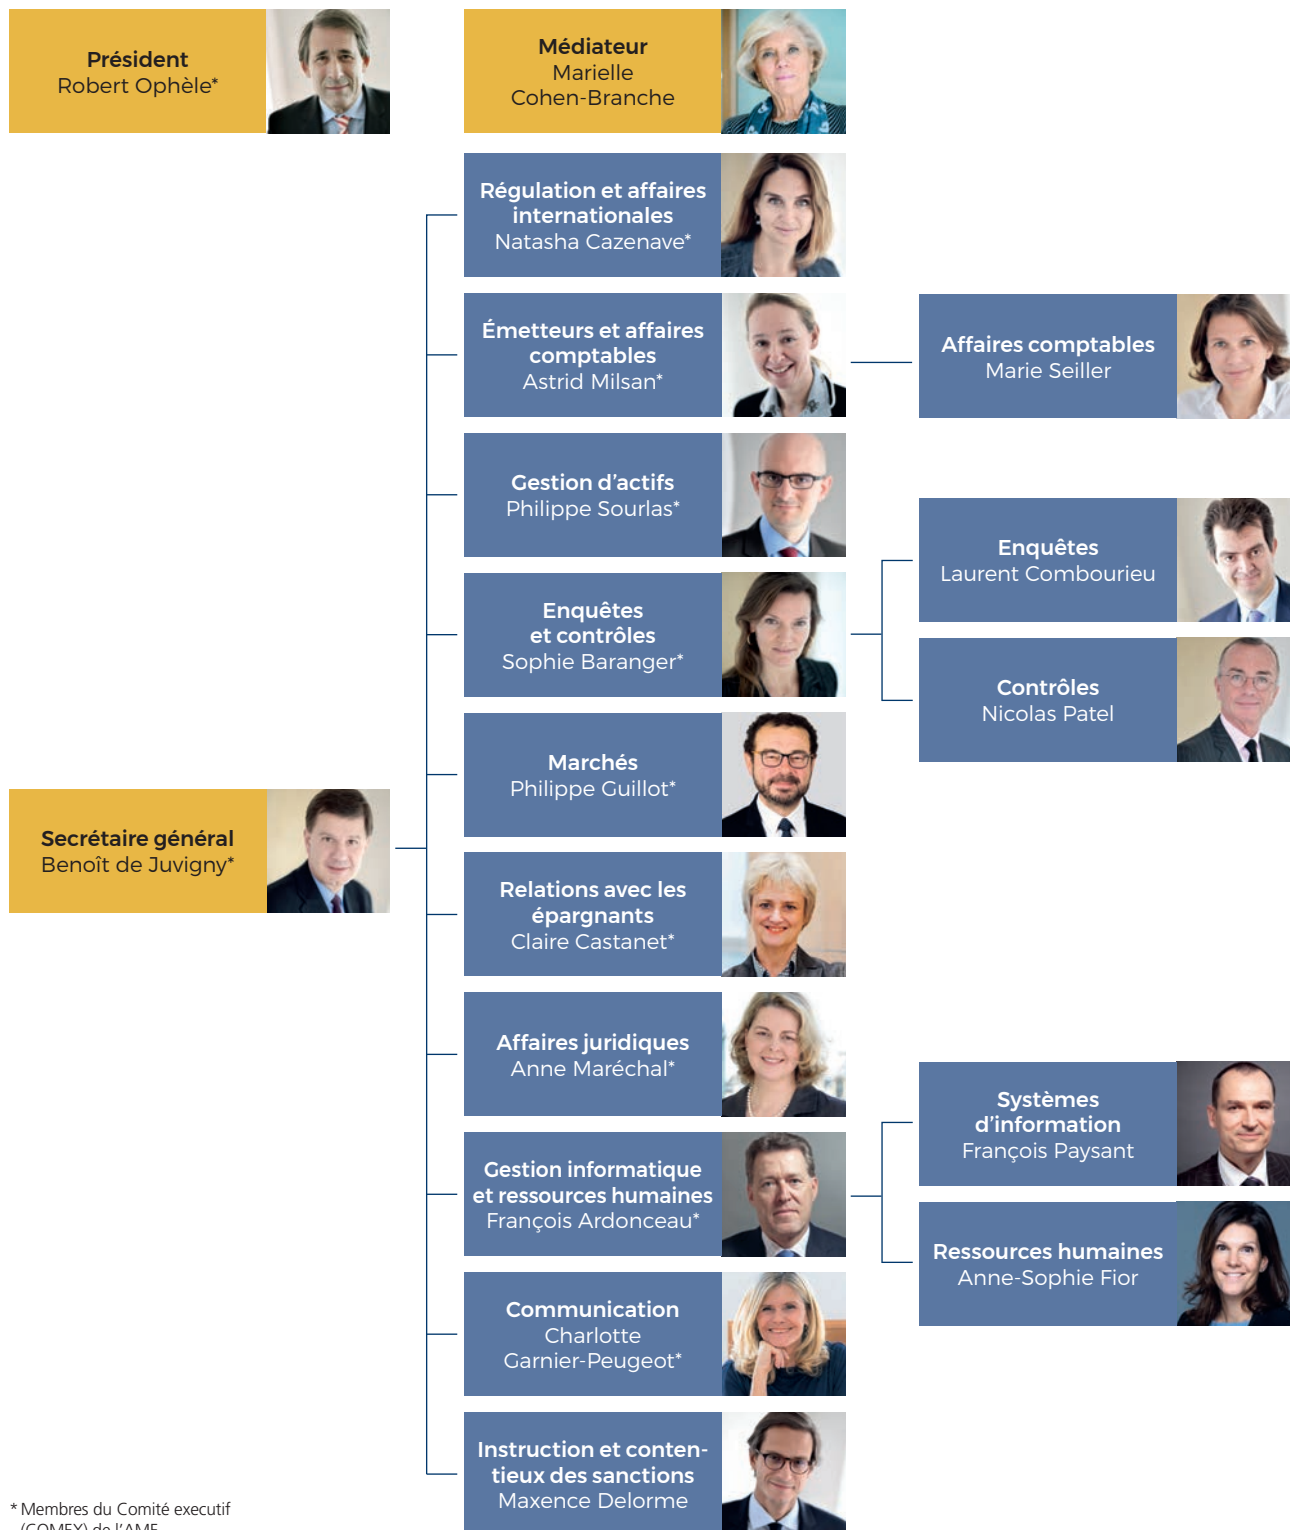 Président
Robert Ophèle*
Médiateur
Marielle
Cohen-Branche
Régulation et affaires
internationales
Natasha Cazenave*
Émetteurs et affaires
comptables
Astrid Milsan*
Affaires comptables
Marie Seiller
Gestion d’actifs
Philippe Sourlas*
Enquêtes
et contrôles
Sophie Baranger*
Enquêtes
Laurent Combourieu
Contrôles
Nicolas Patel
Marchés
Philippe Guillot*
Secrétaire général
Benoît de Juvigny*
Relations avec les
épargnants
Claire Castanet*
Affaires juridiques
Anne Maréchal*
Gestion informatique
et ressources humaines
François Ardonceau*
Systèmes
d’information
François Paysant
Ressources humaines
Anne-Sophie Fior
Communication
Charlotte
Garnier-Peugeot*
Instruction et conten-
tieux des sanctions
Maxence Delorme
* Membres du Comité executif
(COMEX) de l’AMF